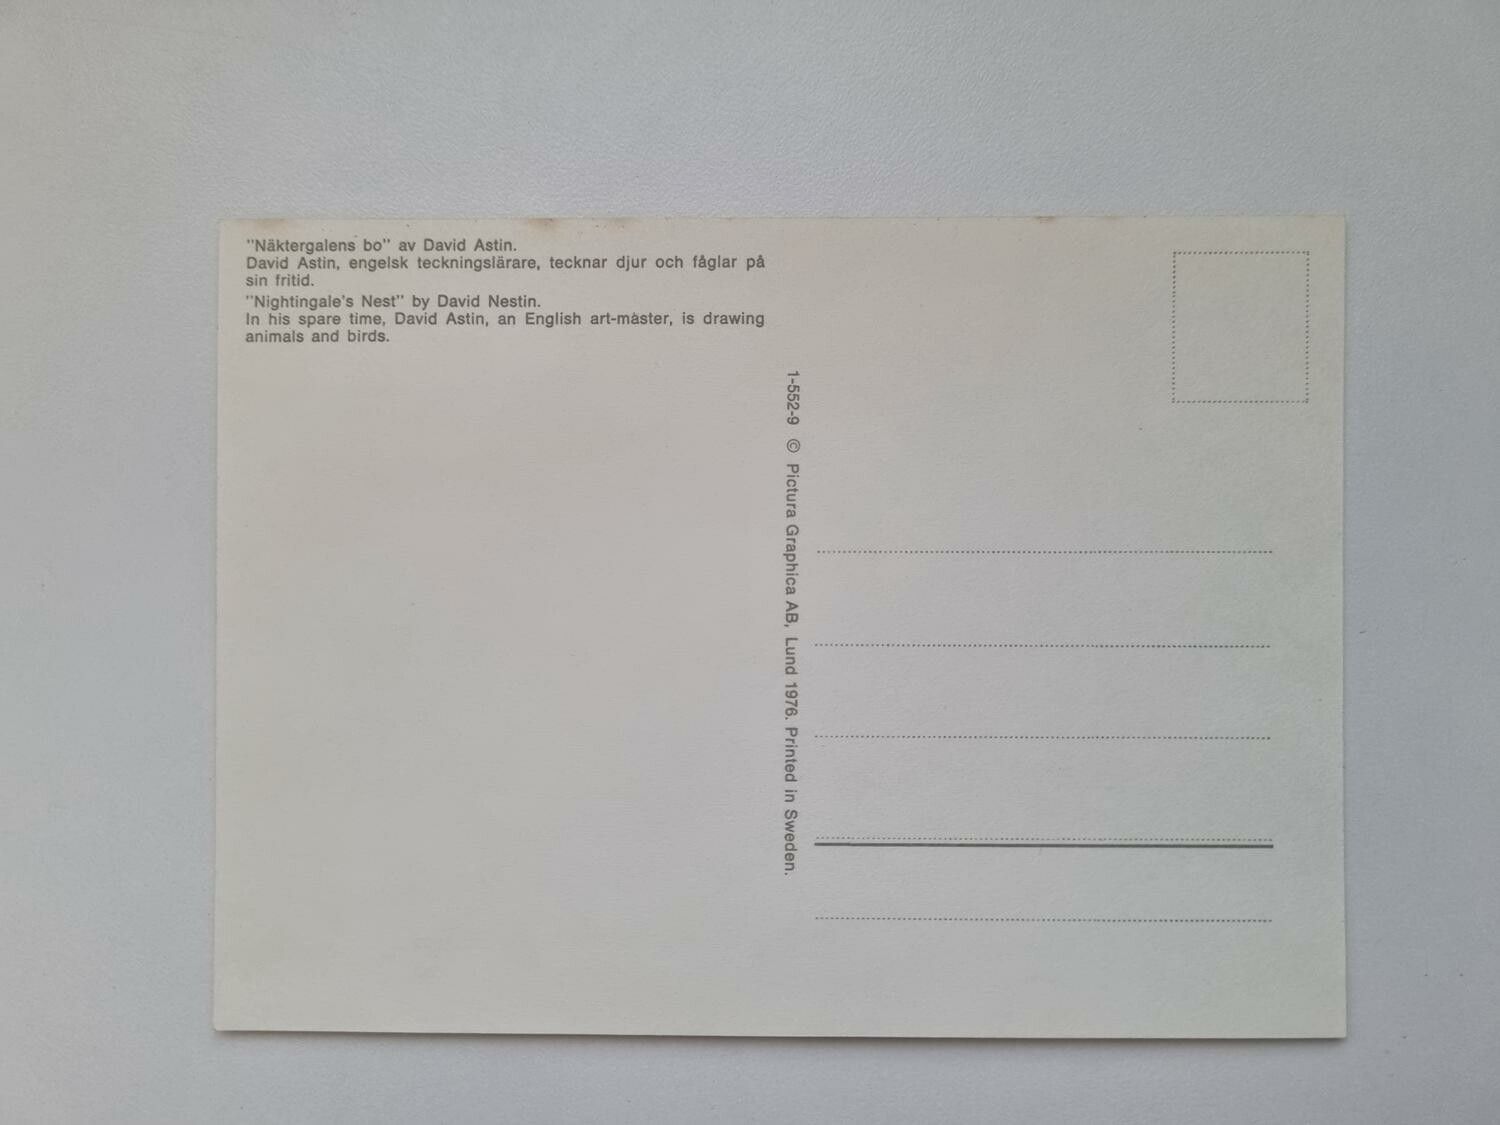 "Näktergalens bo" av David Astin.
David Astin, engelsk teckningslärare, tecknar djur och fåglar på
sin fritid.
"Nightingale's Nest" by David Nestin.
In his spare time, David Astin, an English art-master, is drawing
animals and birds.
1-552-9 © Pictura Graphica AB, Lund 1976. Printed in Sweden.